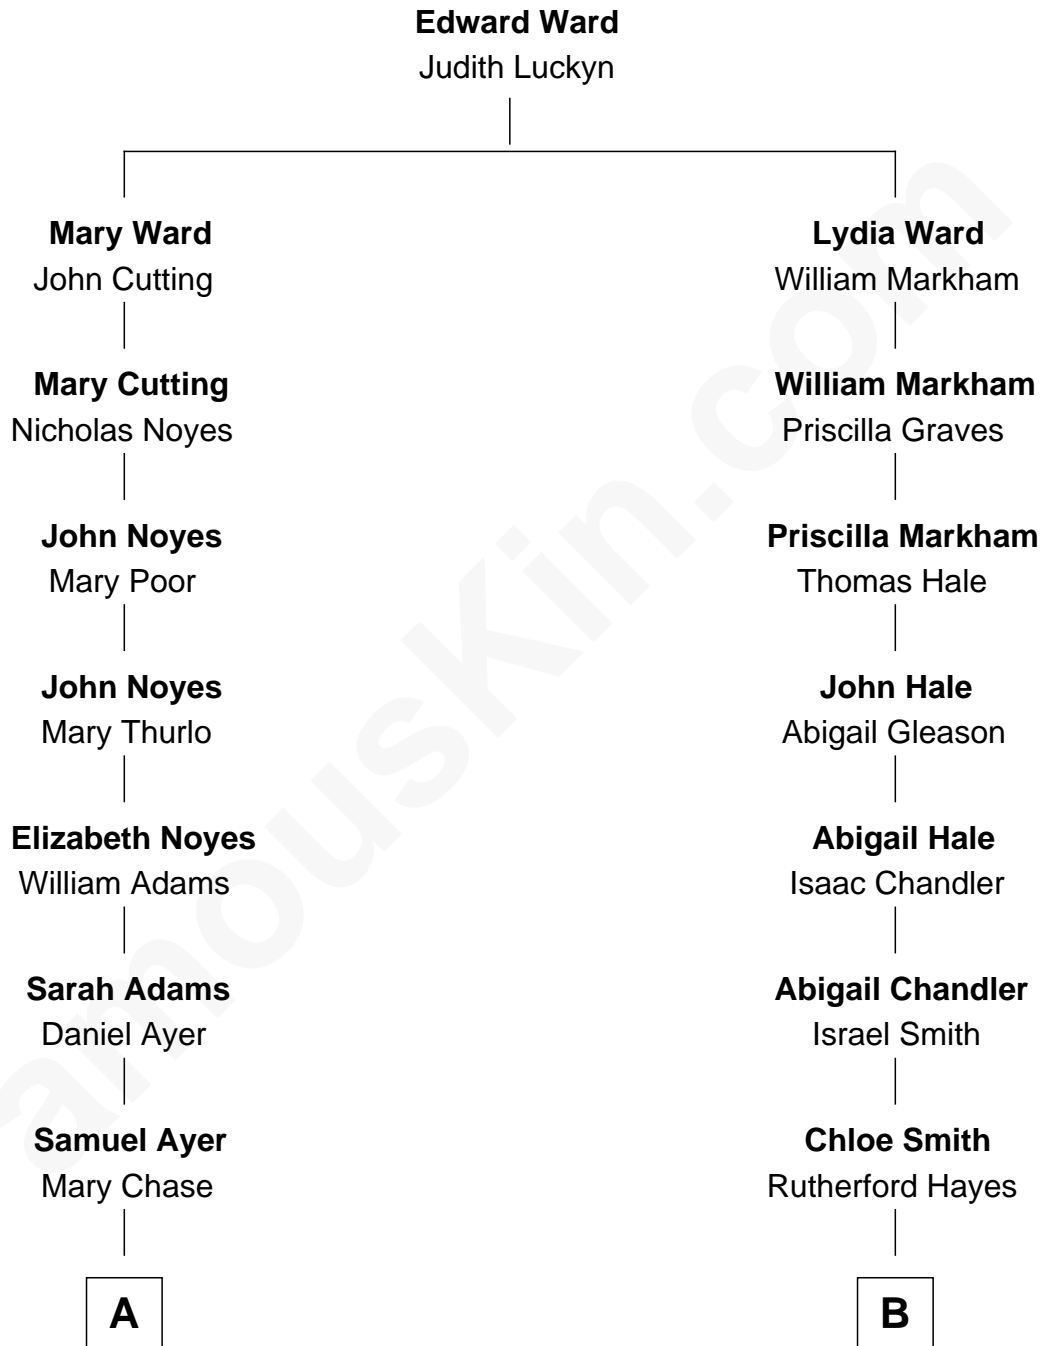 Edward Ward
Judith Luckyn
Mary Ward
John Cutting
Lydia Ward
William Markham
Mary Cutting
Nicholas Noyes
William Markham
Priscilla Graves
John Noyes
Mary Poor
Priscilla Markham
Thomas Hale
John Noyes
Mary Thurlo
John Hale
Abigail Gleason
Elizabeth Noyes
William Adams
Abigail Hale
Isaac Chandler
Sarah Adams
Daniel Ayer
Abigail Chandler
Israel Smith
Samuel Ayer
Mary Chase
Chloe Smith
Rutherford Hayes
A
B
amouskin.com